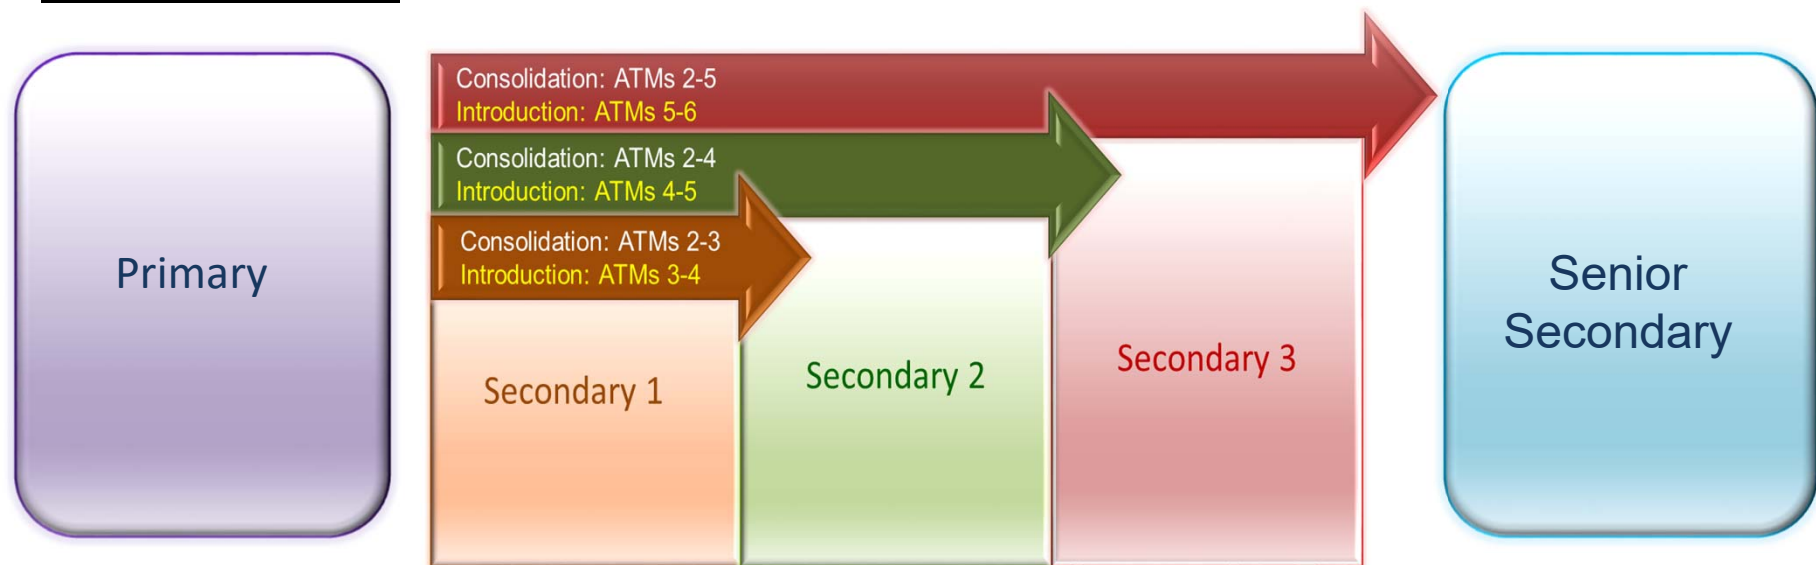 Primary
Consolidation: ATMs 2-5
Introduction: ATMs 5-6
Consolidation: ATMs 2-4
Introduction: ATMs 4-5
Consolidation: ATMs 2-3
Introduction: ATMs 3-4
Secondary 1
Secondary 2
Secondary 3
Senior
Secondary